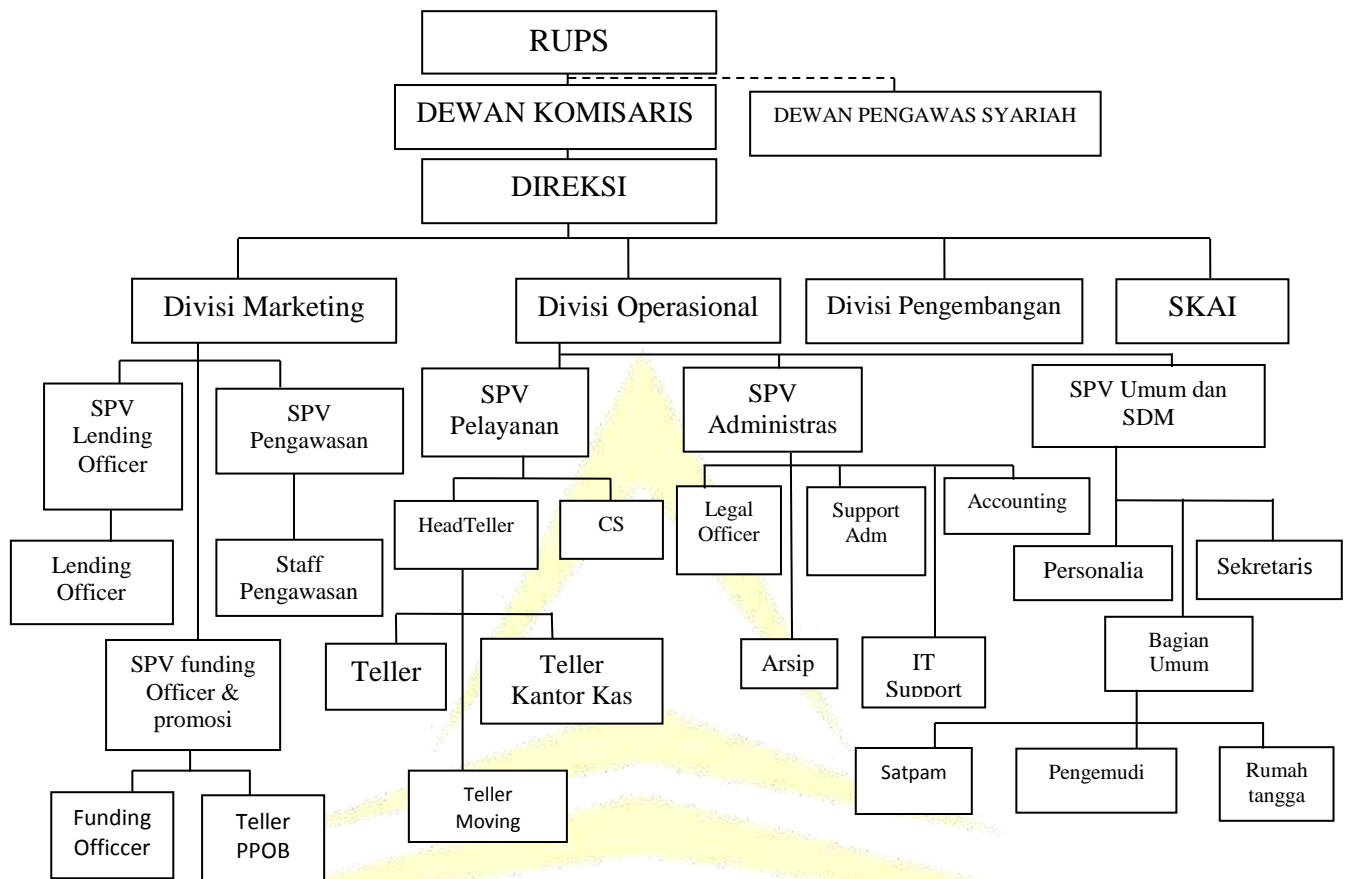 RUPS
DEWAN KOMISARIS
DEWAN PENGAWAS SYARIAH
DIREKSI
Divisi Marketing
Divisi Operasional
Divisi Pengembangan
SKAI
SPV
Lending
Officer
SPV
Pengawasan
SPV
Pelayanan
SPV
Administras
SPV Umum dan
SDM
Lending
Officer
Staff
Pengawasan
HeadTeller
CS
Legal
Officer
Support
Adm
Accounting
Personalia
Sekretaris
SPV funding
Officer &
promosi
Teller
Teller
Kantor Kas
Arsip
IT
Support
Bagian
Umum
Funding
Officcer
Teller
PPOB
Teller
Moving
Satpam
Pengemudi
Rumah
tangga